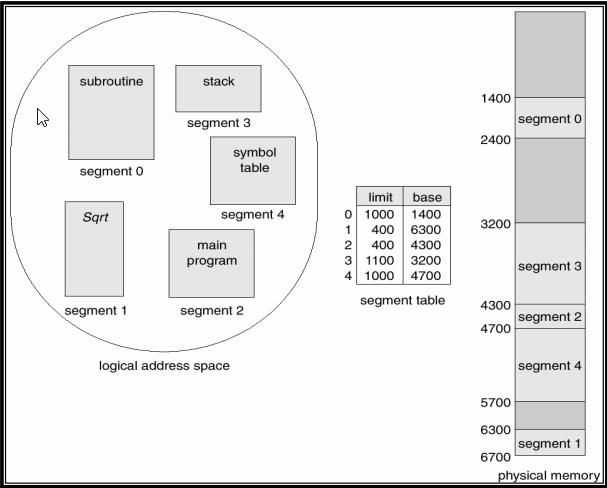 subroutine
segment 0
stack
segment 3
symbol
table
segment 4
Sqrt
segment 1
main
program
segment 2
logical address space
limit base
0 1000 1400
1 400 6300
2 400 4300
3 1100 3200
4 1000 4700
segment table
1400
segment 0
2400
3200
segment 3
4300
segment 2
4700
segment 4
5700
6300
segment 1
6700
physical memory